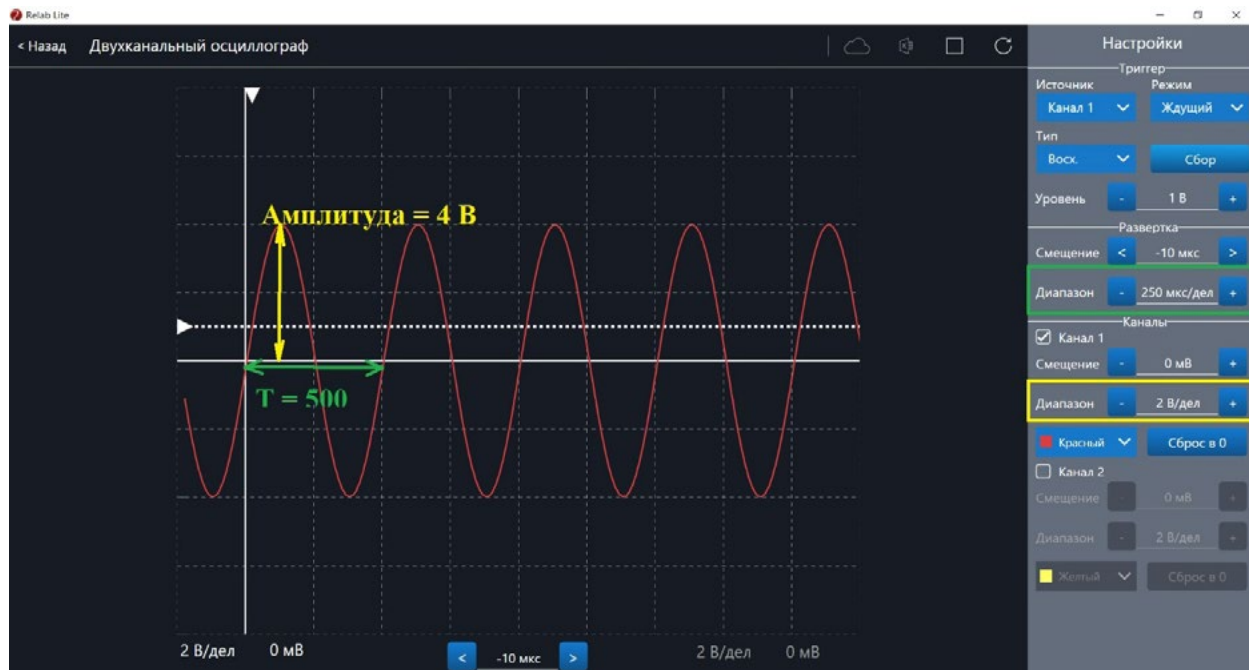 Relab Lite
< Назад Двухканальный осциллограф
Настройки
Триггер
Источник Режим
Канал 1 Ждущий
Тип
Восх. Сбор
Уровень - 1 В +
Развертка
Смещение < -10 мкс >
Диапазон - 250 мкс/дел +
Каналы
Канал 1
Смещение - 0 мВ +
Диапазон - 2 В/дел +
Красный Сброс в 0
Канал 2
Смещение - 0 мВ +
Диапазон - 2 В/дел +
Желтый Сброс в 0
Амплитуда = 4 В
T = 500
2 В/дел 0 мВ < -10 мкс > 2 В/дел 0 мВ